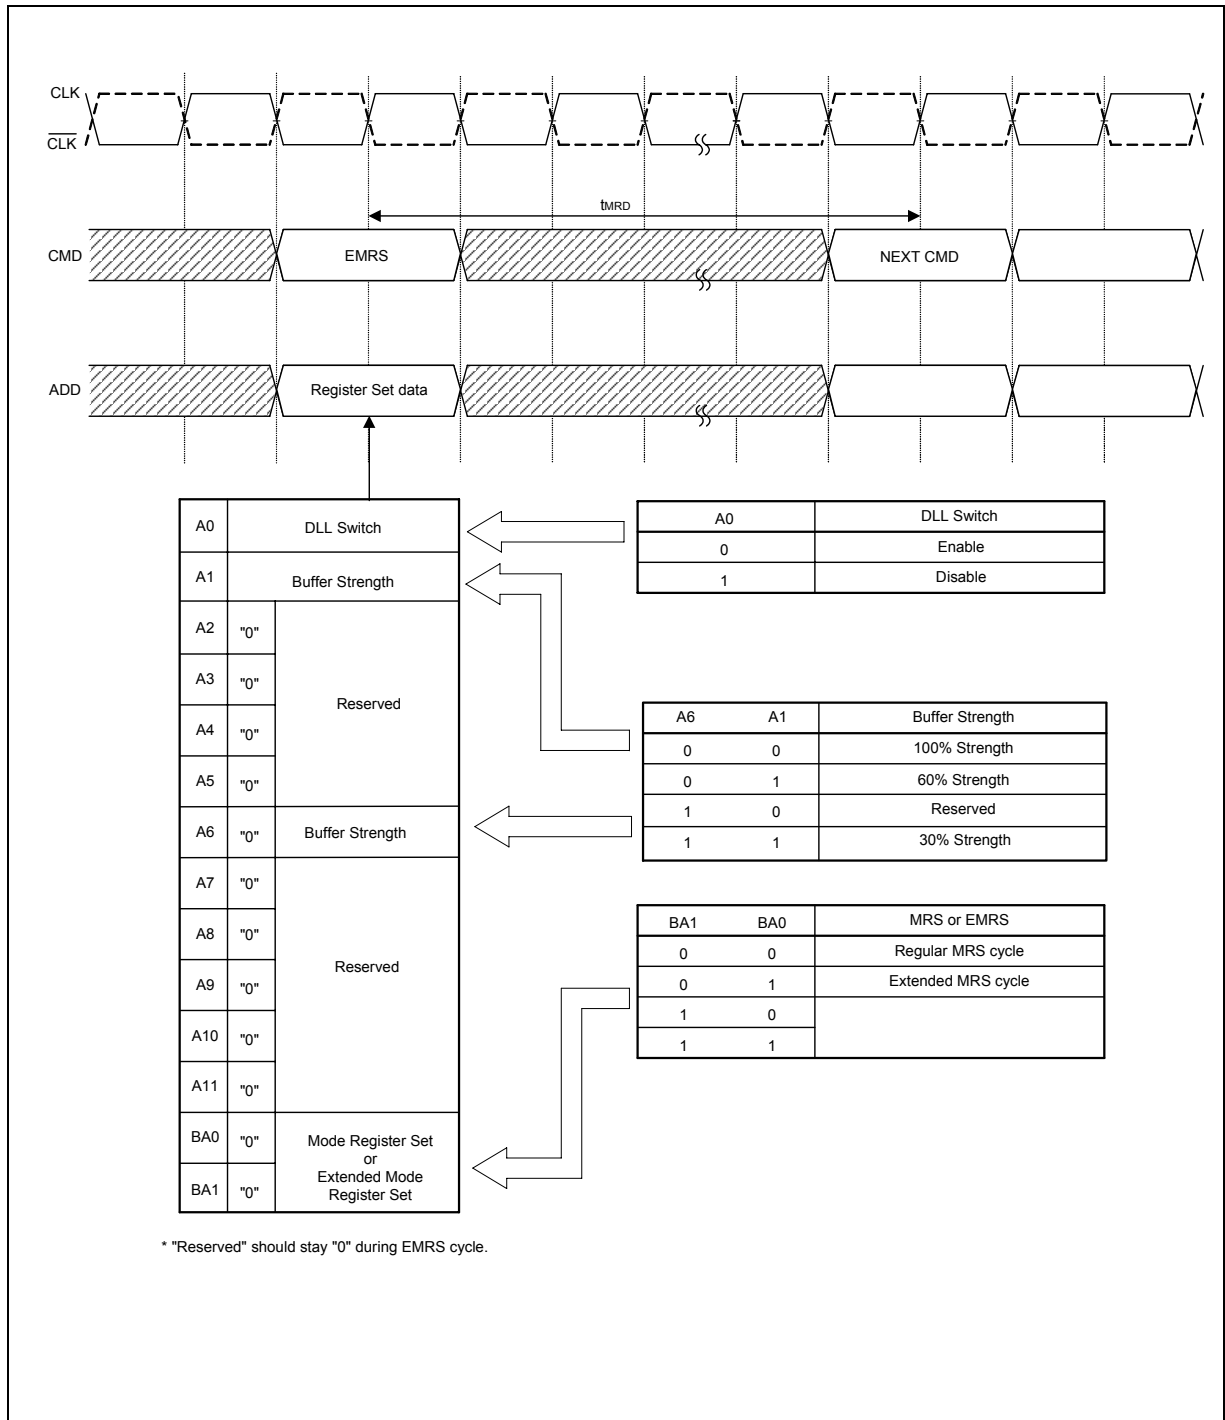 CLK
CLK
tMRD
CMD EMRS NEXT CMD
ADD Register Set data
A0 DLL Switch
A1 Buffer Strength
A2 "0"
A3 "0"
Reserved
A4 "0"
A5 "0"
A6 "0" Buffer Strength
A7 "0"
A8 "0"
Reserved
A9 "0"
A10 "0"
A11 "0"
BA0 "0" Mode Register Set
or
Extended Mode
BA1 "0" Register Set
A0 DLL Switch
0 Enable
1 Disable
A6 A1 Buffer Strength
0 0 100% Strength
0 1 60% Strength
1 0 Reserved
1 1 30% Strength
BA1 BA0 MRS or EMRS
0 0 Regular MRS cycle
0 1 Extended MRS cycle
1 0
1 1
* "Reserved" should stay "0" during EMRS cycle.